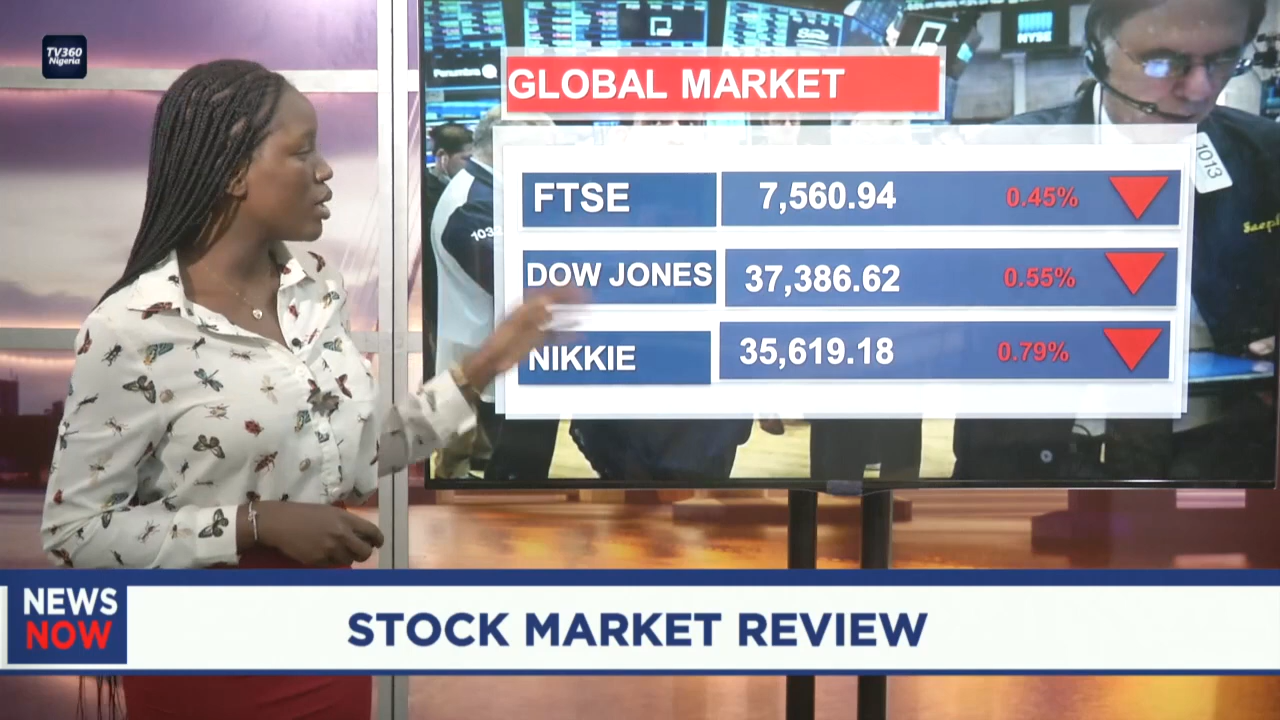 TV360
Nigeria
NYSE
GLOBAL MARKET
1013
1032
FTSE
7,560.94
0.45%
DOW JONES
37,386.62
0.55%
NIKKIE
35,619.18
0.79%
NEWS
NOW
STOCK MARKET REVIEW